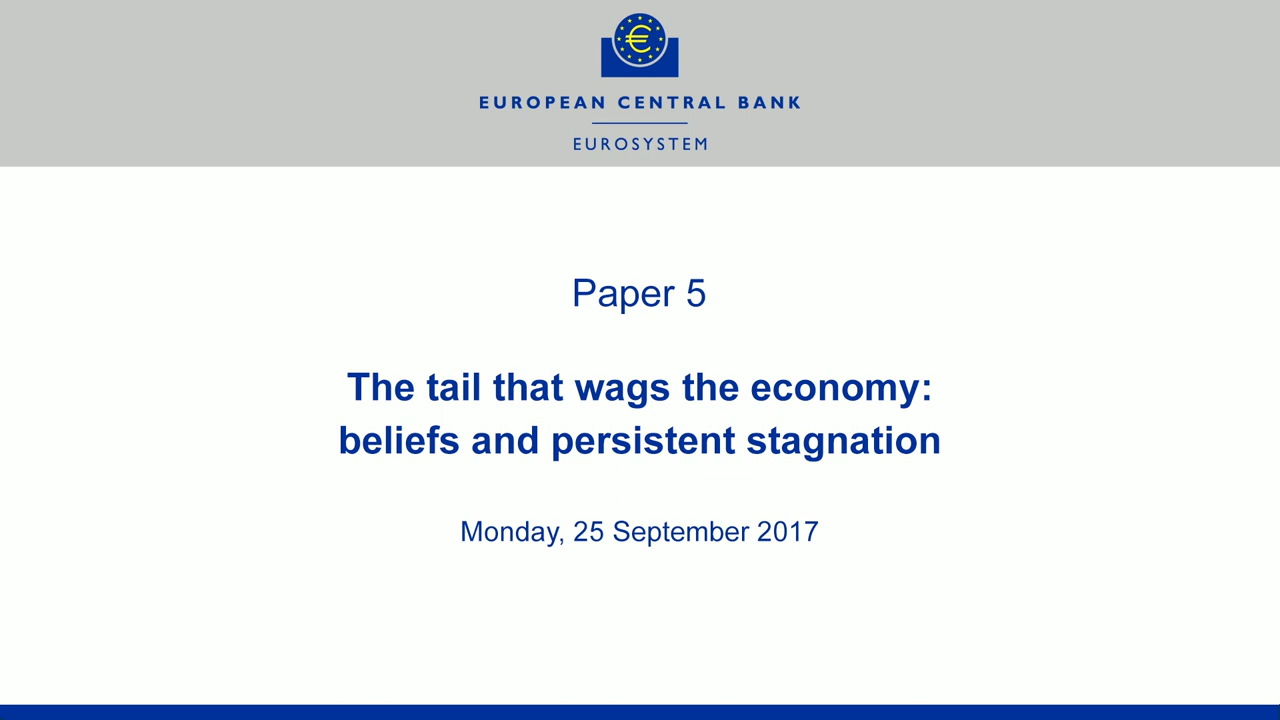 €
EUROPEAN CENTRAL BANK
EUROSYSTEM
Paper 5
The tail that wags the economy:
beliefs and persistent stagnation
Monday, 25 September 2017